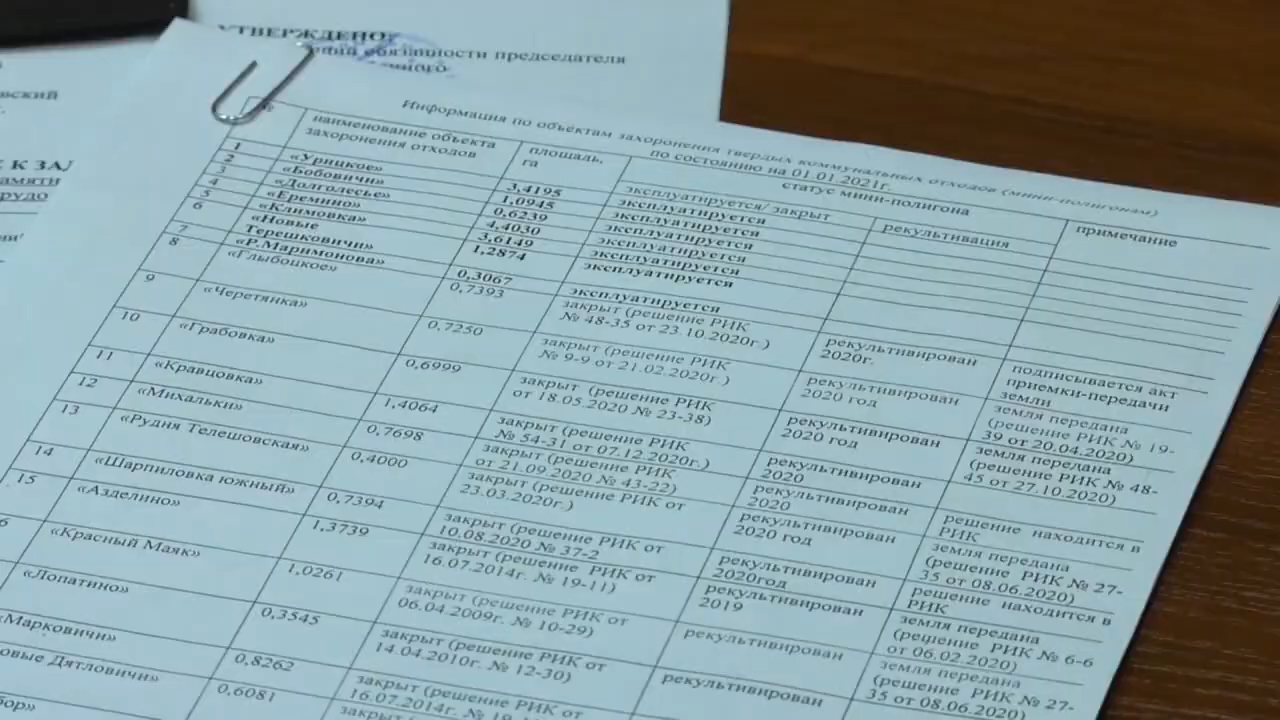 УТВЕРЖДЕНО
обязанности председателя
вский
К ЗА
амяти
рудо
Информация по объектам захоронения твердых коммунальных отходов (мини-полигонам)
по состоянию на 01.01.2021г.
№
наименование объекта
захоронения отходов
площадь,
га
статус мини-полигона
эксплуатируется/ закрыт
рекультивация
примечание
1 «Урицкое» 3,4195 эксплуатируется
2 «Бобовичи» 1,0945 эксплуатируется
3 «Долголесье» 0,6239 эксплуатируется
4 «Еремино» 4,4030 эксплуатируется
5 «Климовка» 3,6149 эксплуатируется
6 «Новые 1,2874 эксплуатируется
Терешковичи»
7 «Р.Маримонова» 0,3067 эксплуатируется
8 «Глыбоцкое» 0,7393 закрыт (решение РИК
№ 48-35 от 23.10.2020г.)
рекультивирован
2020г.
подписывается акт
приемки-передачи
земли
9 «Черетянка» 0,7250 закрыт (решение РИК
№ 9-9 от 21.02.2020г.)
рекультивирован
2020 год
земля передана
(решение РИК № 19-
39 от 20.04.2020)
10 «Грабовка» 0,6999 закрыт (решение РИК
от 18.05.2020 № 23-38)
рекультивирован
2020 год
земля передана
(решение РИК № 48-
45 от 27.10.2020)
11 «Кравцовка» 1,4064 закрыт (решение РИК
№ 54-31 от 07.12.2020г.)
рекультивирован
2020
решение находится в
РИК
12 «Михальки» 0,7698 закрыт (решение РИК
от 21.09.2020 № 43-22)
рекультивирован
2020
13 «Рудня Телешовская» 0,4000 закрыт (решение РИК от
23.03.2020г.)
рекультивирован
2020 год
земля передана
(решение РИК № 27-
35 от 08.06.2020)
14 «Шарпиловка южный» 0,7394 закрыт (решение РИК от
10.08.2020 № 37-2
рекультивирован
2020год
решение находится в
РИК
15 «Азделино» 1,3739 закрыт (решение РИК от
16.07.2014г. № 19-11)
рекультивирован
2019
земля передана
(решение РИК № 6-6
от 06.02.2020)
6 «Красный Маяк» 1,0261 закрыт (решение РИК от
06.04.2009г. № 10-29)
рекультивирован
земля передана
(решение РИК № 27-
35 от 08.06.2020)
«Лопатино» 0,3545 закрыт (решение РИК от
14.04.2010г. № 12-30)
рекультивирован
«Марковичи» 0,8262 закрыт (решение РИК от
16.07.2014г. № 19-
овые Дятловичи» 0,6081 закрыт (решение РИК от
бор»